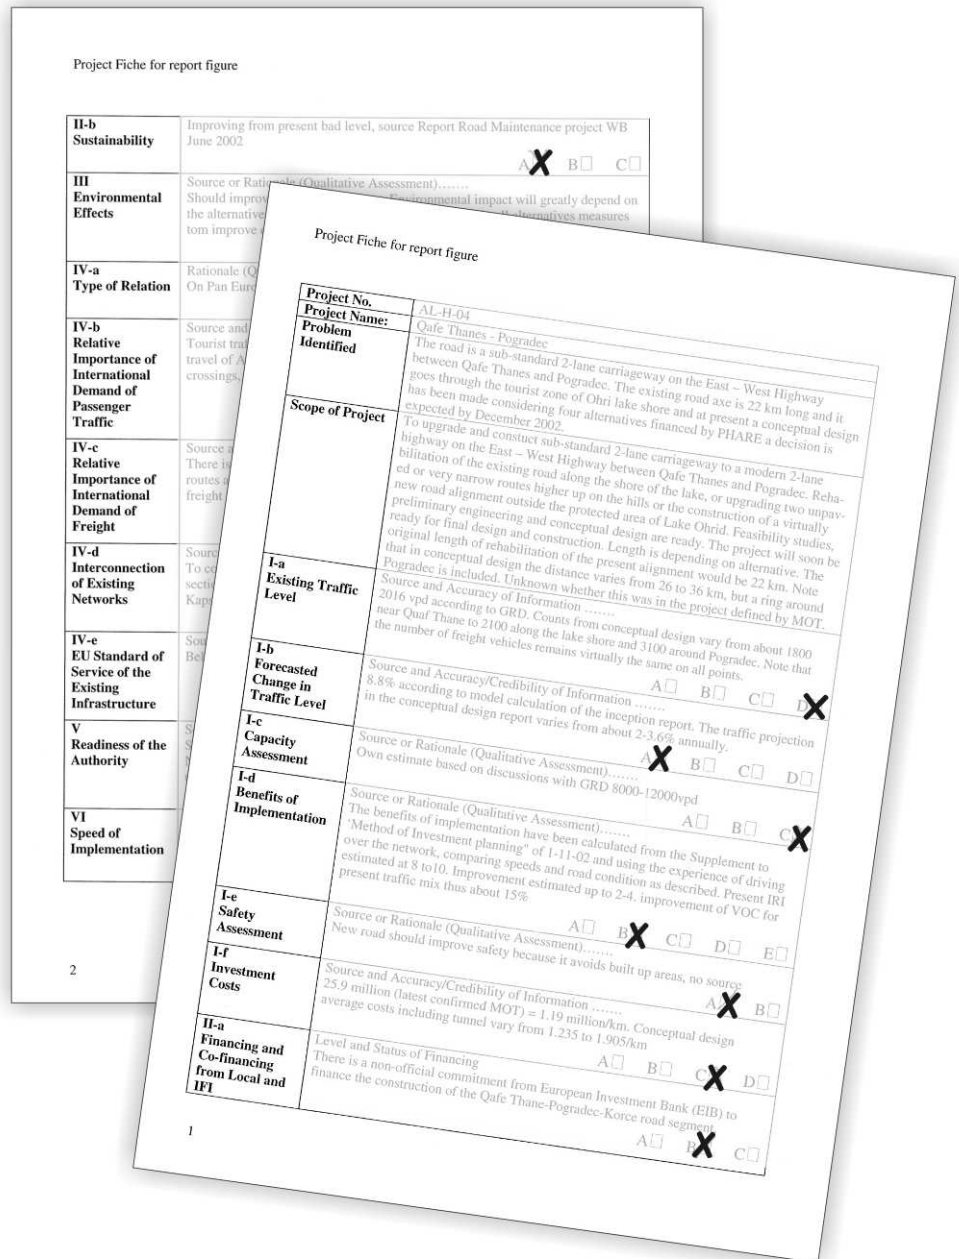 Project Fiche for report figure
II-b
Sustainability
Improving from present bad level, source Report Road Maintenance project WB
June 2002
A B C
III
Environmental
Effects
Source or Rationale (Qualitative Assessment).......
Should improv Environmental impact will greatly depend on
the alternative alternatives measures
tom improve
IV-a
Type of Relation
Rationale (Q
On Pan Euro
IV-b
Relative
Importance of
International
Demand of
Passenger
Traffic
Source and
Tourist tra
travel of A
crossings,
IV-c
Relative
Importance of
International
Demand of
Freight
Source a
There is
routes a
freight
IV-d
Interconnection
of Existing
Networks
Sourc
To co
secti
Kap
IV-e
EU Standard of
Service of the
Existing
Infrastructure
Sou
Bel
V
Readiness of the
Authority
VI
Speed of
Implementation
2
Project Fiche for report figure
Project No.
AL-H-04
Project Name:
Qafe Thanes - Pogradec
Problem
Identified
The road is a sub-standard 2-lane carriageway on the East – West Highway
between Qafe Thanes and Pogradec. The existing road axe is 22 km long and it
goes through the tourist zone of Ohri lake shore and at present a conceptual design
has been made considering four alternatives financed by PHARE a decision is
expected by December 2002.
Scope of Project
To upgrade and constuct sub-standard 2-lane carriageway to a modern 2-lane
highway on the East – West Highway between Qafe Thanes and Pogradec. Reha-
bilitation of the existing road along the shore of the lake, or upgrading two unpav-
ed or very narrow routes higher up on the hills or the construction of a virtually
new road alignment outside the protected area of Lake Ohrid. Feasibility studies,
preliminary engineering and conceptual design are ready. The project will soon be
ready for final design and construction. Length is depending on alternative. The
original length of rehabilitation of the present alignment would be 22 km. Note
that in conceptual design the distance varies from 26 to 36 km, but a ring around
Pogradec is included. Unknown whether this was in the project defined by MOT.
I-a
Existing Traffic
Level
Source and Accuracy of Information .......
2016 vpd according to GRD. Counts from conceptual design vary from about 1800
near Quaf Thane to 2100 along the lake shore and 3100 around Pogradec. Note that
the number of freight vehicles remains virtually the same on all points.
A B C D
I-b
Forecasted
Change in
Traffic Level
Source and Accuracy/Credibility of Information .......
8.8% according to model calculation of the inception report. The traffic projection
in the conceptual design report varies from about 2-3.6% annually.
A B C D
I-c
Capacity
Assessment
Source or Rationale (Qualitative Assessment).......
Own estimate based on discussions with GRD 8000-12000vpd
A B C
I-d
Benefits of
Implementation
Source or Rationale (Qualitative Assessment).......
The benefits of implementation have been calculated from the Supplement to
"Method of Investment planning" of 1-11-02 and using the experience of driving
over the network, comparing speeds and road condition as described. Present IRI
estimated at 8 to10. Improvement estimated up to 2-4. improvement of VOC for
present traffic mix thus about 15%
A B C D E
I-e
Safety
Assessment
Source or Rationale (Qualitative Assessment).......
New road should improve safety because it avoids built up areas, no source
A B
I-f
Investment
Costs
Source and Accuracy/Credibility of Information .......
25.9 million (latest confirmed MOT) = 1.19 million/km. Conceptual design
average costs including tunnel vary from 1.235 to 1.905/km
A B C D
II-a
Financing and
Co-financing
from Local and
IFI
Level and Status of Financing
There is a non-official commitment from European Investment Bank (EIB) to
finance the construction of the Qafe Thane-Pogradec-Korce road segment
A B C
1